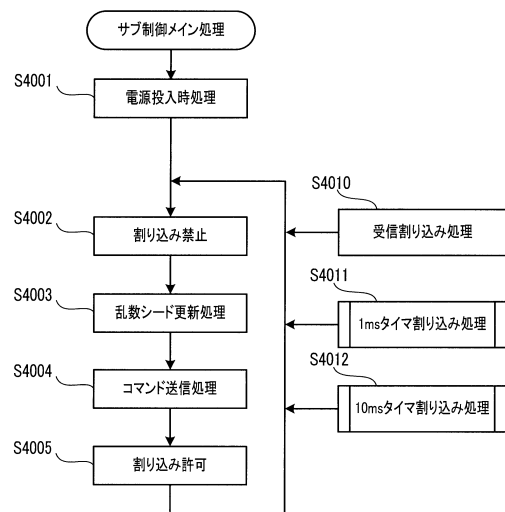 サブ制御メイン処理
S4001
電源投入時処理
S4002
割り込み禁止
S4003
乱数シード更新処理
S4004
コマンド送信処理
S4005
割り込み許可
S4010
受信割り込み処理
S4011
1msタイマ割り込み処理
S4012
10msタイマ割り込み処理